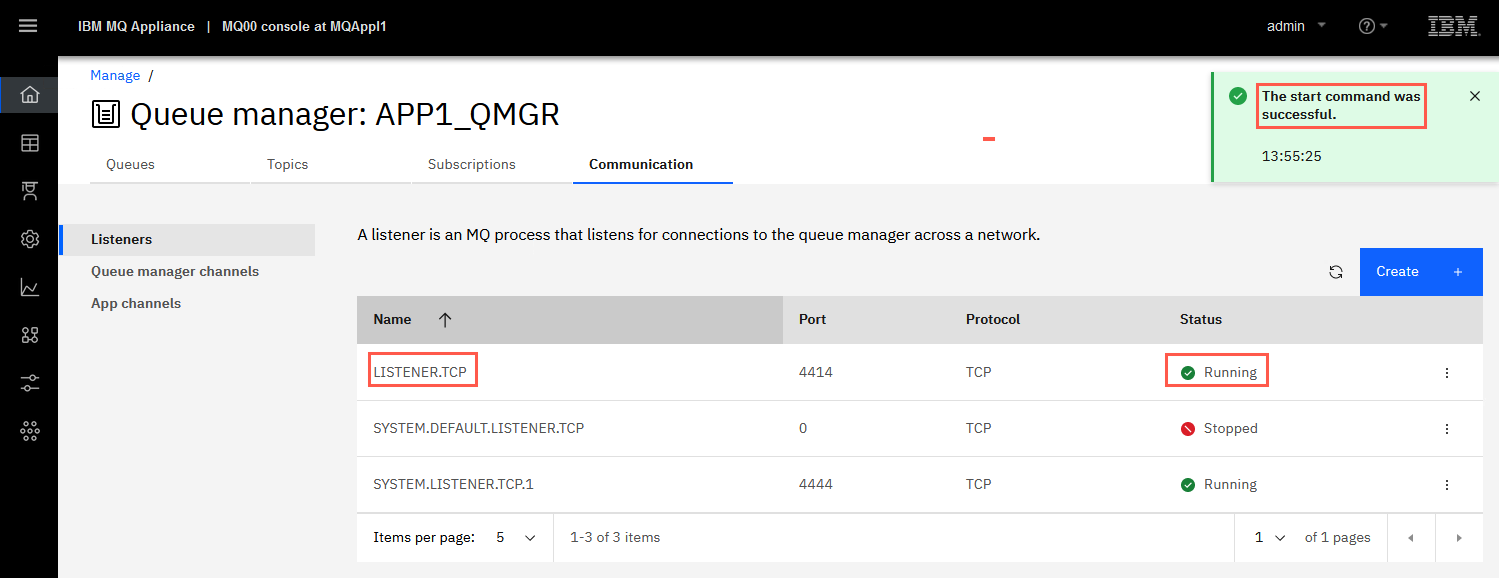 IBM MQ Appliance | MQ00 console at MQAppl1
admin
IBM
Manage /
Queue manager: APP1_QMGR
The start command was
successful.
13:55:25
Queues Topics Subscriptions Communication
Listeners
Queue manager channels
App channels
A listener is an MQ process that listens for connections to the queue manager across a network.
Create +
Name Port Protocol Status
LISTENER.TCP 4414 TCP Running
SYSTEM.DEFAULT.LISTENER.TCP 0 TCP Stopped
SYSTEM.LISTENER.TCP.1 4444 TCP Running
Items per page: 5 1-3 of 3 items 1 of 1 pages